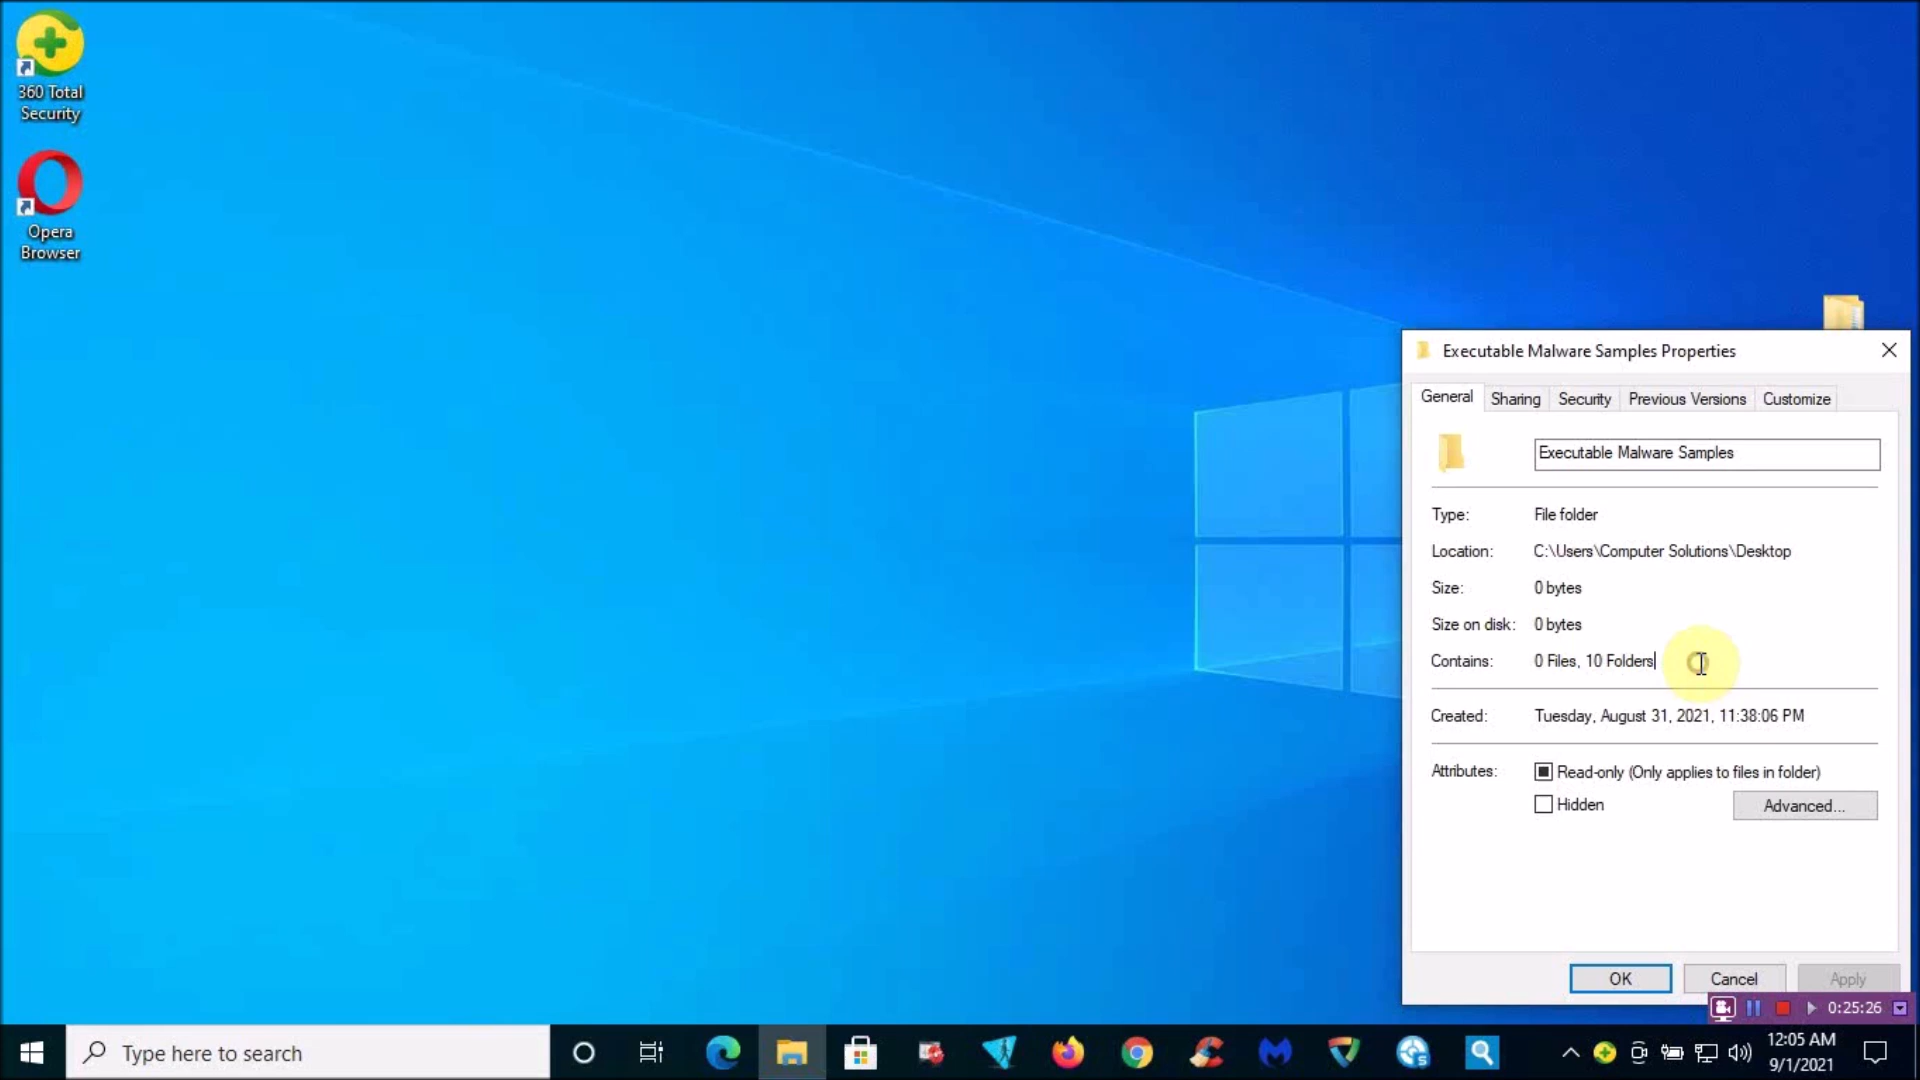 360 Total
Security
Opera
Browser
Executable Malware Samples Properties
General Sharing Security Previous Versions Customize
Executable Malware Samples
Type: File folder
Location: C:\Users\Computer Solutions\Desktop
Size: 0 bytes
Size on disk: 0 bytes
Contains: 0 Files, 10 Folders
Created: Tuesday, August 31, 2021, 11:38:06 PM
Attributes: Read-only (Only applies to files in folder)
Hidden Advanced...
OK Cancel Apply
0:25:26
Type here to search
12:05 AM
9/1/2021